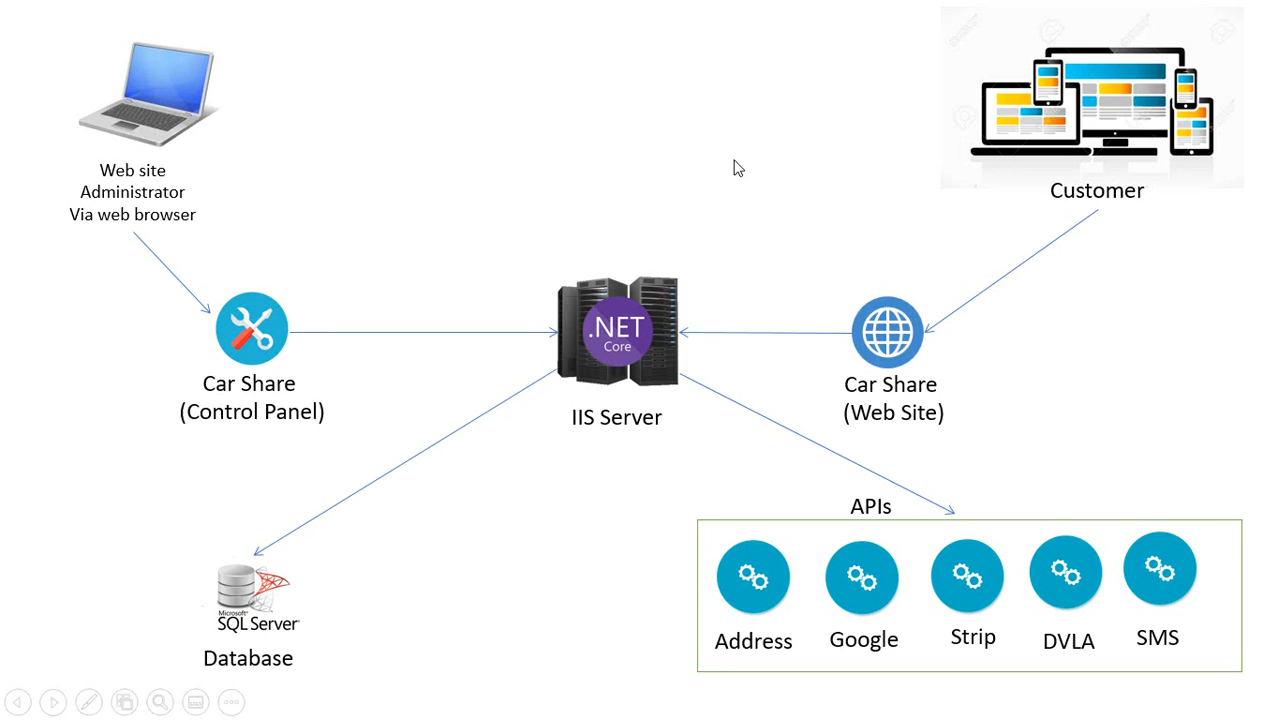 Web site
Administrator
Via web browser
Customer
.NET
Core
Car Share
(Control Panel)
IIS Server
Car Share
(Web Site)
APIs
Address
Google
Strip
DVLA
SMS
Microsoft®
SQL Server
Database